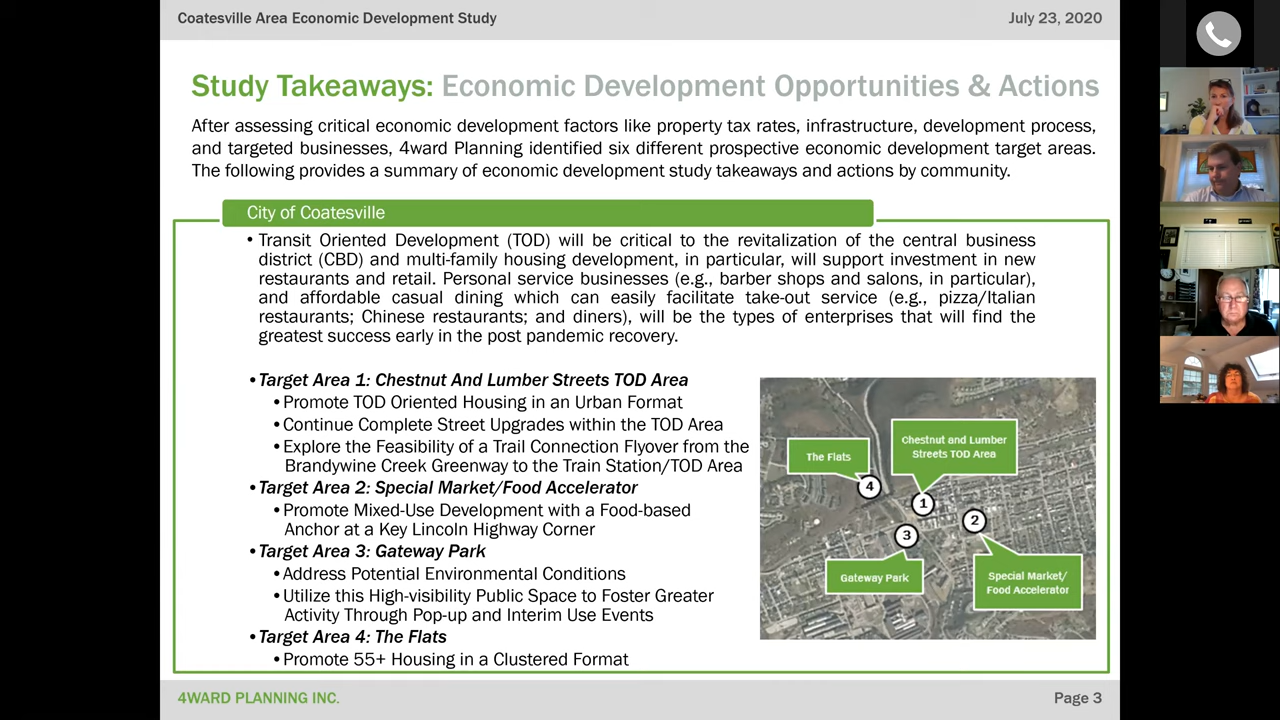 Coatesville Area Economic Development Study
July 23, 2020
Study Takeaways: Economic Development Opportunities & Actions
After assessing critical economic development factors like property tax rates, infrastructure, development process,
and targeted businesses, 4ward Planning identified six different prospective economic development target areas.
The following provides a summary of economic development study takeaways and actions by community.
City of Coatesville
• Transit Oriented Development (TOD) will be critical to the revitalization of the central business
district (CBD) and multi-family housing development, in particular, will support investment in new
restaurants and retail. Personal service businesses (e.g., barber shops and salons, in particular),
and affordable casual dining which can easily facilitate take-out service (e.g., pizza/Italian
restaurants; Chinese restaurants; and diners), will be the types of enterprises that will find the
greatest success early in the post pandemic recovery.
•Target Area 1: Chestnut And Lumber Streets TOD Area
•Promote TOD Oriented Housing in an Urban Format
•Continue Complete Street Upgrades within the TOD Area
•Explore the Feasibility of a Trail Connection Flyover from the
Brandywine Creek Greenway to the Train Station/TOD Area
•Target Area 2: Special Market/Food Accelerator
•Promote Mixed-Use Development with a Food-based
Anchor at a Key Lincoln Highway Corner
•Target Area 3: Gateway Park
•Address Potential Environmental Conditions
•Utilize this High-visibility Public Space to Foster Greater
Activity Through Pop-up and Interim Use Events
•Target Area 4: The Flats
•Promote 55+ Housing in a Clustered Format
Chestnut and Lumber
Streets TOD Area
The Flats
4
1
2
3
Gateway Park
Special Market/
Food Accelerator
4WARD PLANNING INC.
Page 3